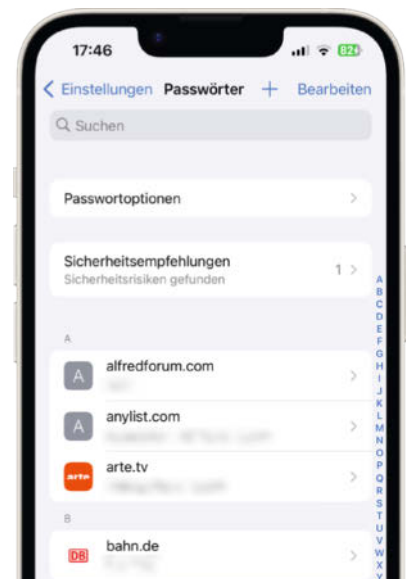 17:46 82
Einstellungen Passwörter + Bearbeiten
Suchen
Passwortoptionen
Sicherheitsempfehlungen 1
Sicherheitsrisiken gefunden
A
A alfredforum.com
A anylist.com
arte arte.tv
B
DB bahn.de
A
B
C
D
E
F
G
H
I
J
K
L
M
N
O
P
Q
R
S
T
U
V
W
X
Y